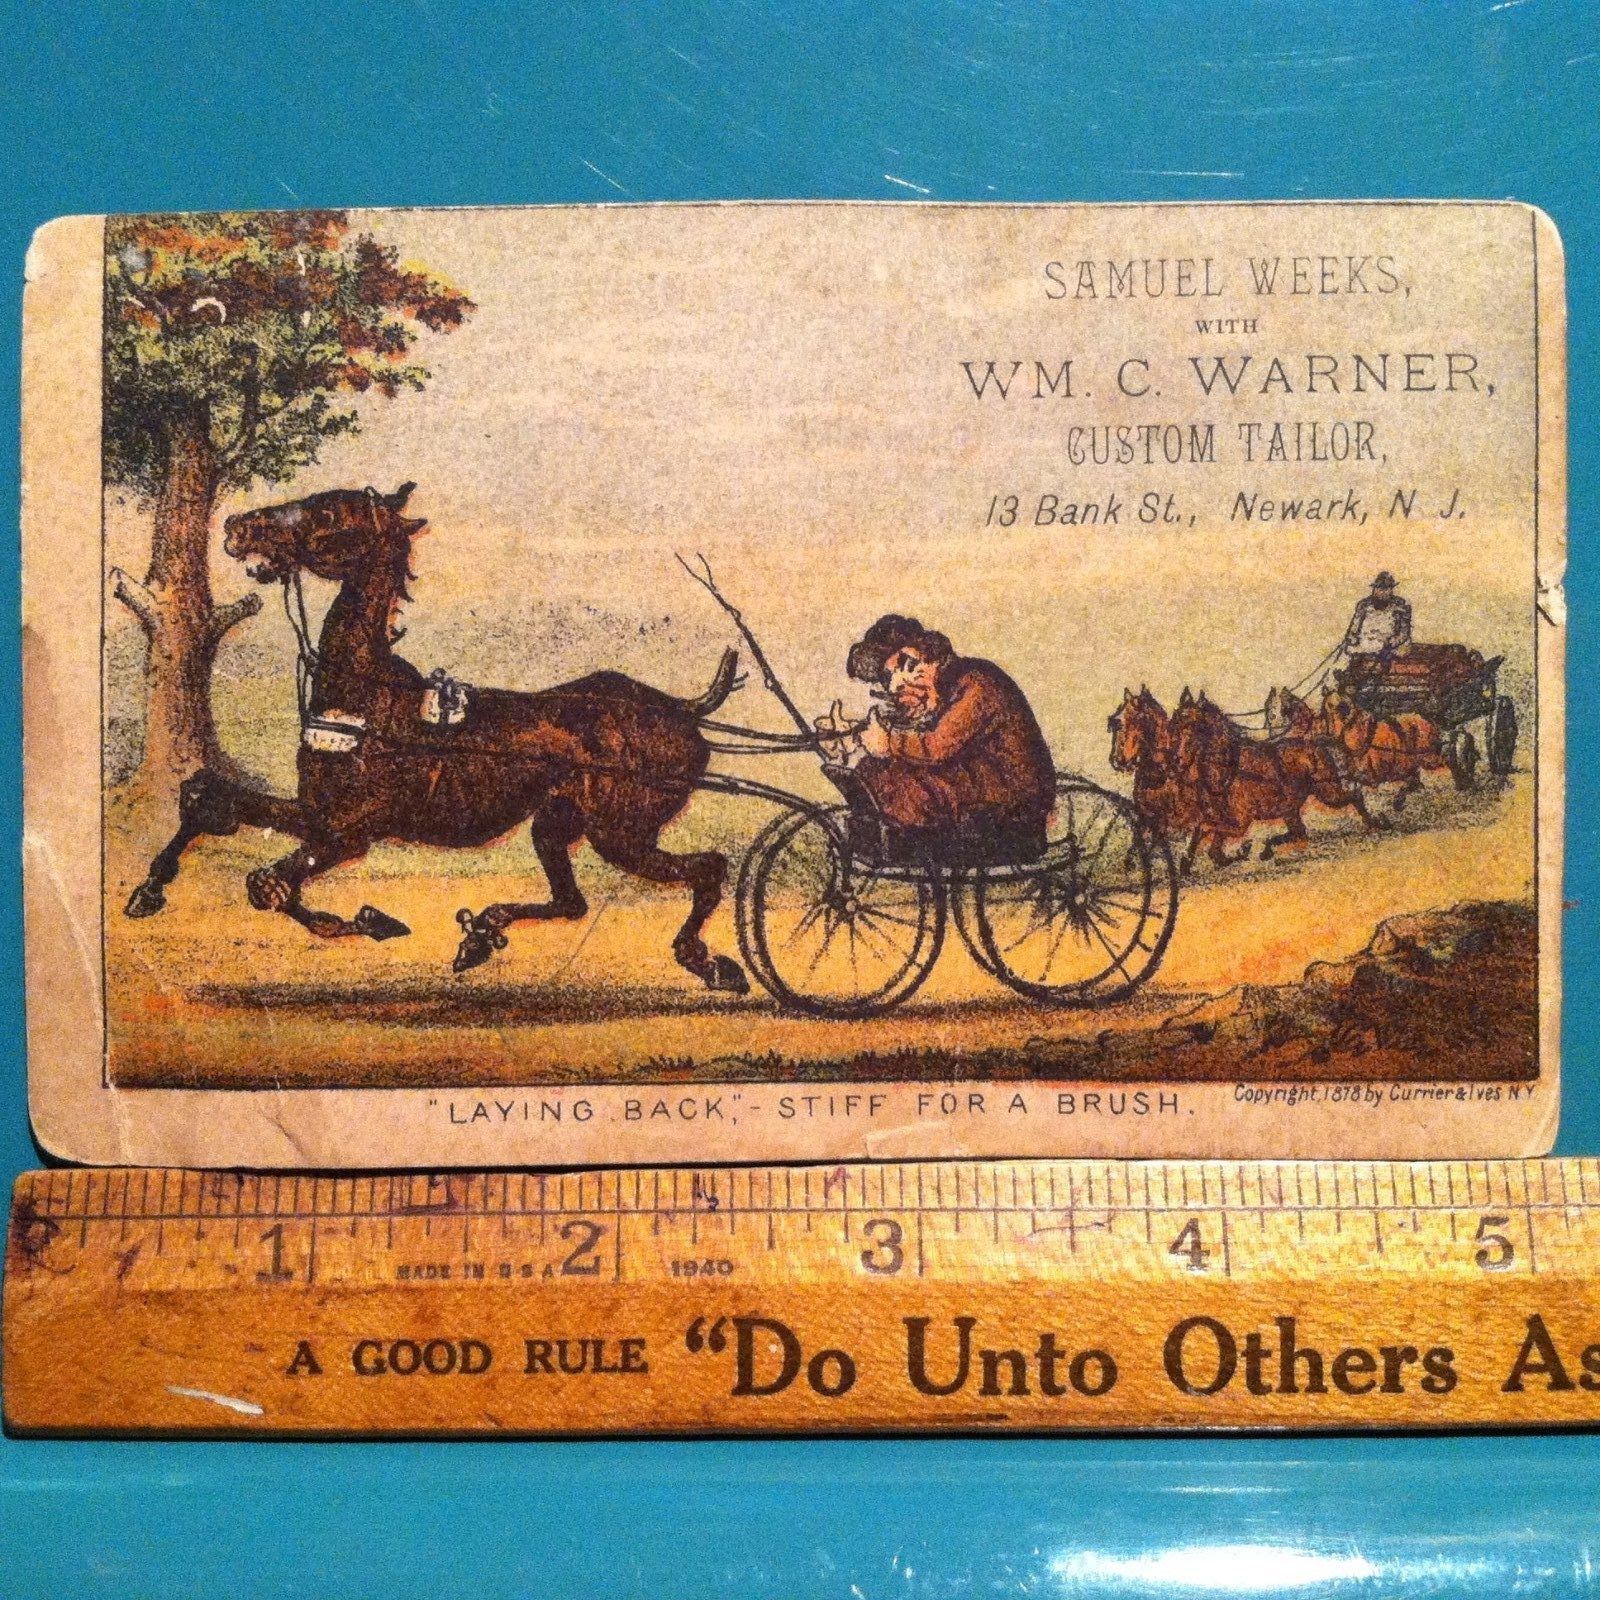 SAMUEL WEEKS,
WITH
WM. C. WARNER,
CUSTOM TAILOR,
13 Bank St., Newark, N J.
"LAYING BACK,"- STIFF FOR A BRUSH.
Copyright, 1878 by Currier & Ives N.Y.
1 2 3 4 5
MADE IN U S A 1940
A GOOD RULE "Do Unto Others As